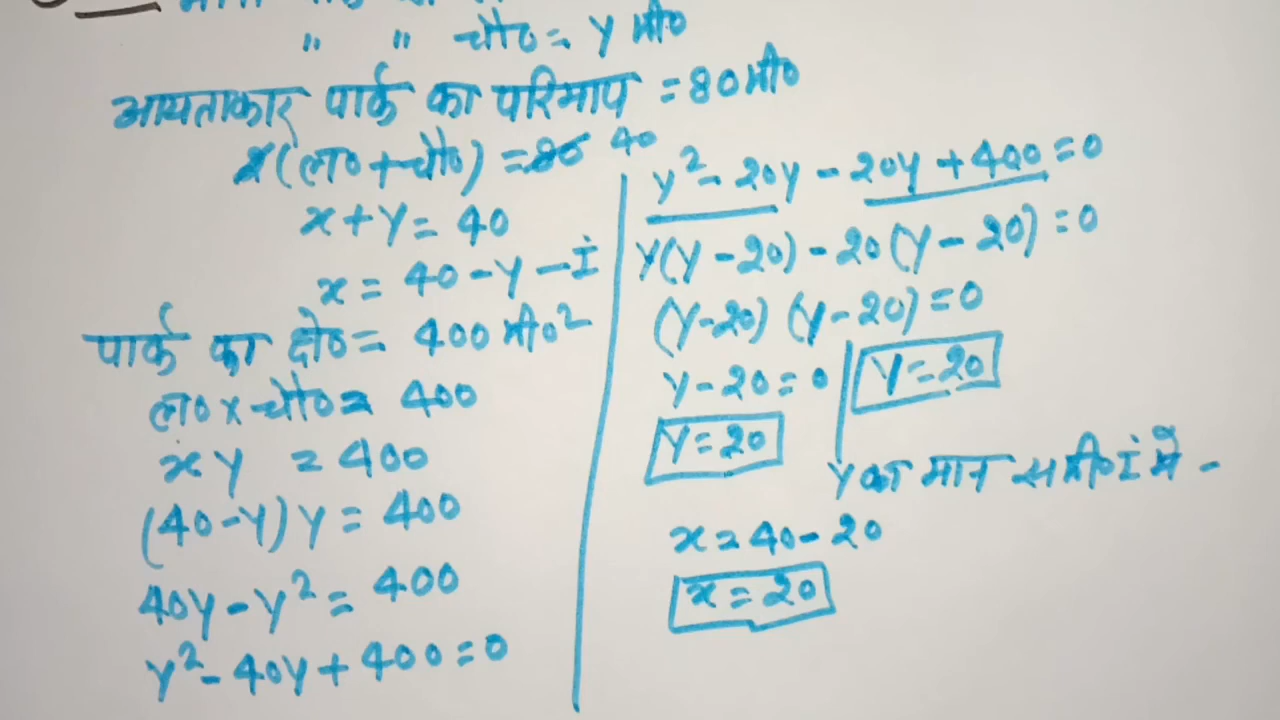 " " चौ० = y मी०
आयताकार पार्क का परिमाप = 80 मी०
2(ल० + चौ०) = 80 40
x + y = 40
x = 40 - y - i
पार्क का क्षे० = 400 मी०²
ल० x चौ० = 400
xy = 400
(40 - y) y = 400
40y - y² = 400
y² - 40y + 400 = 0
y² - 20y - 20y + 400 = 0
y(y - 20) - 20(y - 20) = 0
(y - 20) (y - 20) = 0
y - 20 = 0 | y = 20
y = 20
y का मान समी० i में -
x = 40 - 20
x = 20